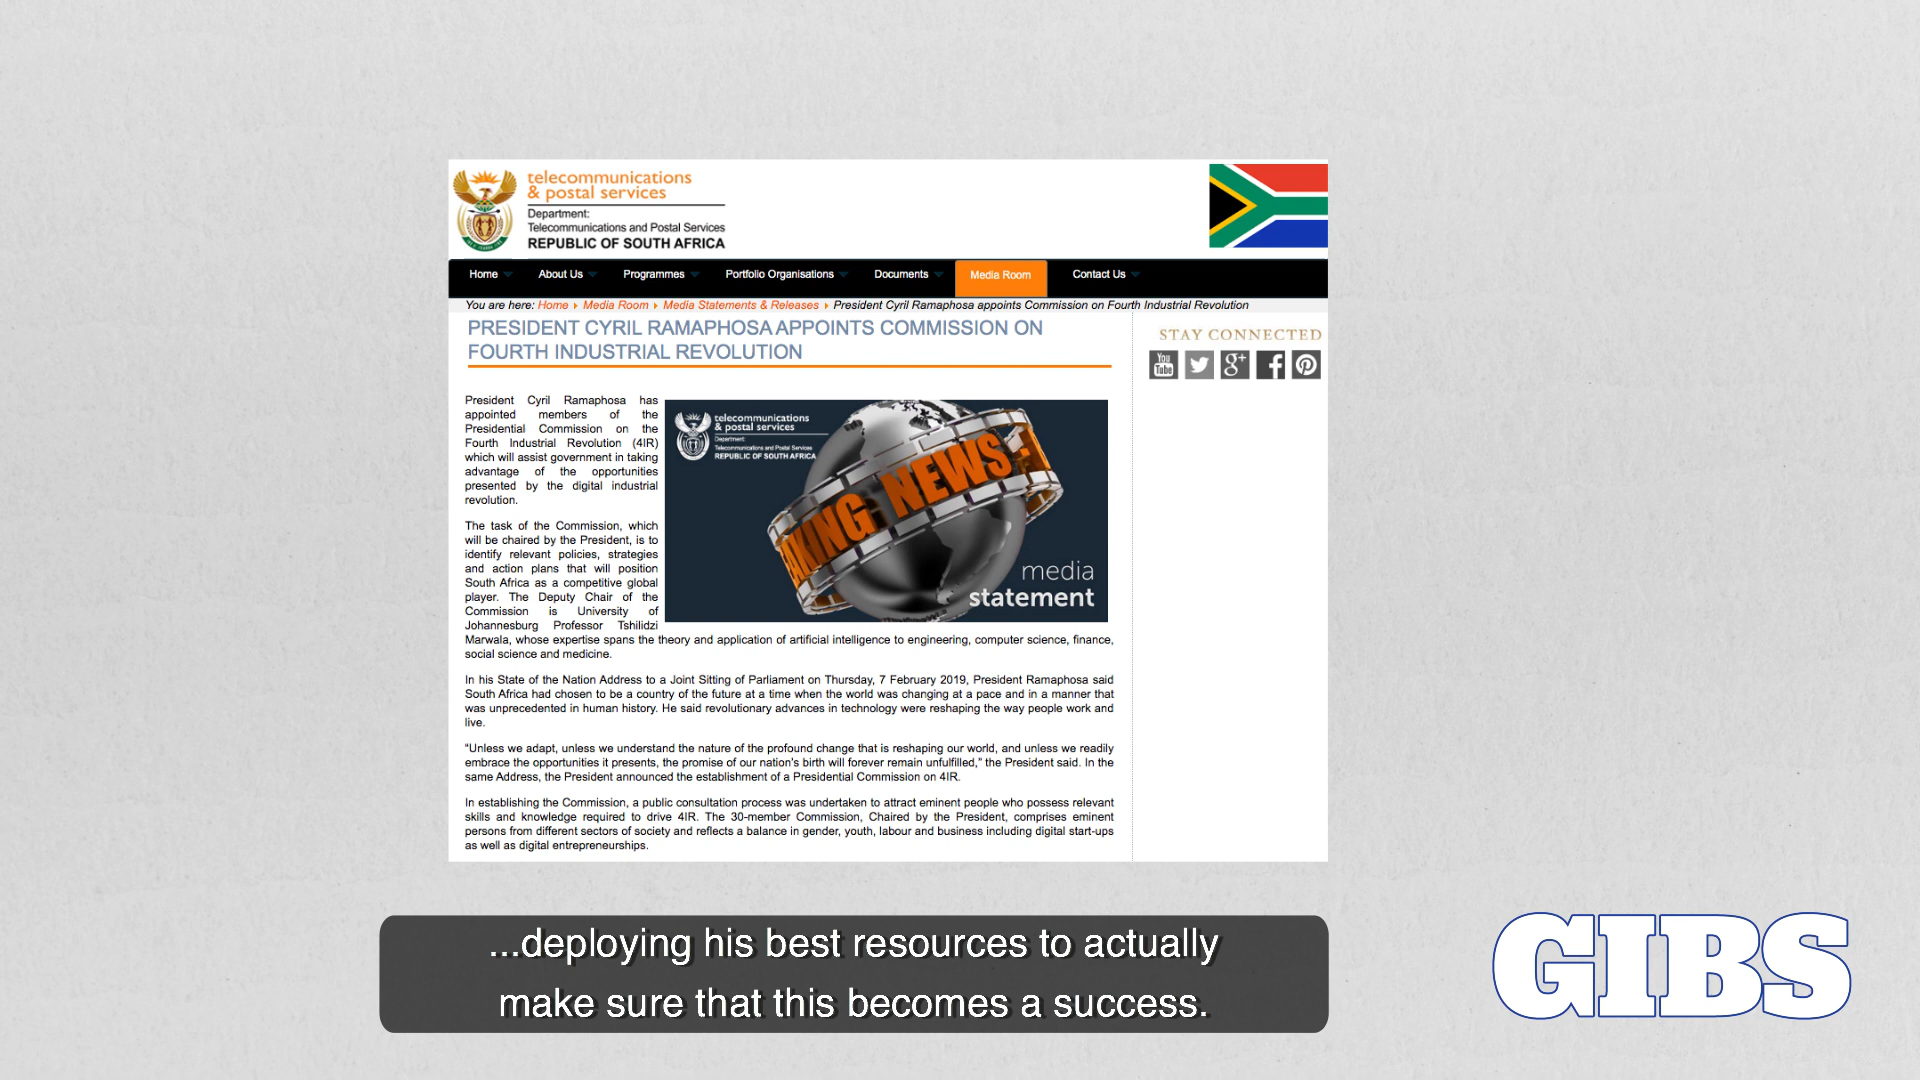 telecommunications
& postal services
Department:
Telecommunications and Postal Services
REPUBLIC OF SOUTH AFRICA
Home About Us Programmes Portfolio Organisations Documents Media Room Contact Us
You are here: Home Media Room Media Statements & Releases President Cyril Ramaphosa appoints Commission on Fourth Industrial Revolution
PRESIDENT CYRIL RAMAPHOSA APPOINTS COMMISSION ON
FOURTH INDUSTRIAL REVOLUTION
STAY CONNECTED
You
Tube
g+
f
President Cyril Ramaphosa has
appointed members of the
Presidential Commission on the
Fourth Industrial Revolution (4IR)
which will assist government in taking
advantage of the opportunities
presented by the digital industrial
revolution.
telecommunications
& postal services
Department:
Telecommunications and Postal Services
REPUBLIC OF SOUTH AFRICA
AKING NEWS
media
statement
The task of the Commission, which
will be chaired by the President, is to
identify relevant policies, strategies
and action plans that will position
South Africa as a competitive global
player. The Deputy Chair of the
Commission is University of
Johannesburg Professor Tshilidzi
Marwala, whose expertise spans the theory and application of artificial intelligence to engineering, computer science, finance,
social science and medicine.
In his State of the Nation Address to a Joint Sitting of Parliament on Thursday, 7 February 2019, President Ramaphosa said
South Africa had chosen to be a country of the future at a time when the world was changing at a pace and in a manner that
was unprecedented in human history. He said revolutionary advances in technology were reshaping the way people work and
live.
“Unless we adapt, unless we understand the nature of the profound change that is reshaping our world, and unless we readily
embrace the opportunities it presents, the promise of our nation's birth will forever remain unfulfilled,” the President said. In the
same Address, the President announced the establishment of a Presidential Commission on 4IR.
In establishing the Commission, a public consultation process was undertaken to attract eminent people who possess relevant
skills and knowledge required to drive 4IR. The 30-member Commission, Chaired by the President, comprises eminent
persons from different sectors of society and reflects a balance in gender, youth, labour and business including digital start-ups
as well as digital entrepreneurships.
...deploying his best resources to actually
make sure that this becomes a success.
GIBS